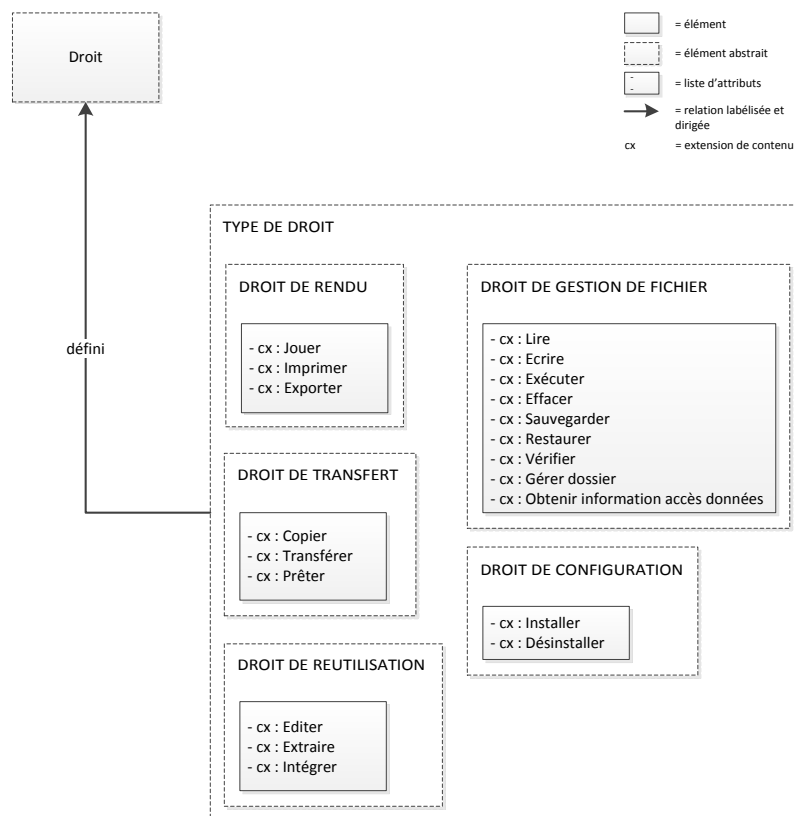 Droit
= élément
= élément abstrait
-
-
= liste d'attributs
= relation labélisée et
dirigée
cx = extension de contenu
défini
TYPE DE DROIT
DROIT DE RENDU
- cx : Jouer
- cx : Imprimer
- cx : Exporter
DROIT DE TRANSFERT
- cx : Copier
- cx : Transférer
- cx : Prêter
DROIT DE REUTILISATION
- cx : Editer
- cx : Extraire
- cx : Intégrer
DROIT DE GESTION DE FICHIER
- cx : Lire
- cx : Ecrire
- cx : Exécuter
- cx : Effacer
- cx : Sauvegarder
- cx : Restaurer
- cx : Vérifier
- cx : Gérer dossier
- cx : Obtenir information accès données
DROIT DE CONFIGURATION
- cx : Installer
- cx : Désinstaller